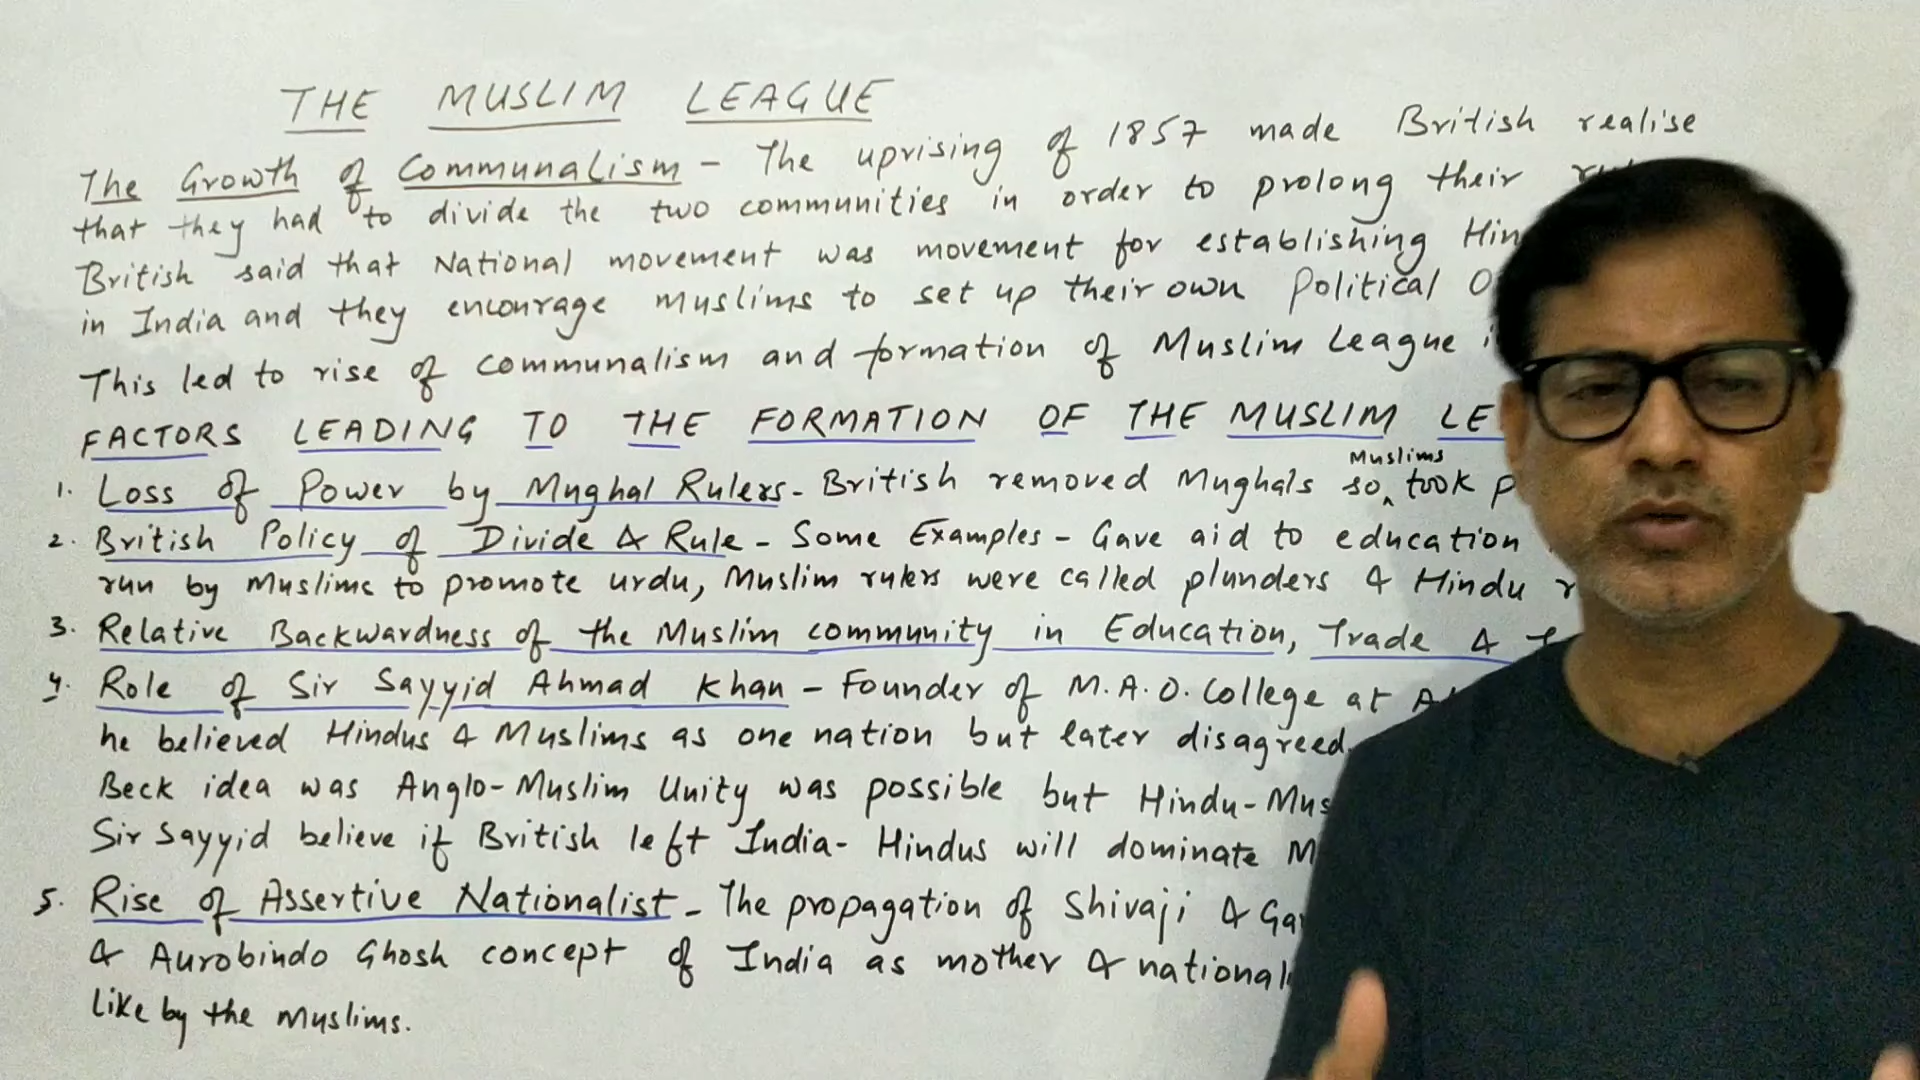 THE MUSLIM LEAGUE
The Growth of Communalism - The uprising of 1857 made British realise
that they had to divide the two communities in order to prolong their
British said that National movement was movement for establishing
in India and they encourage Muslims to set up their own Political
This led to rise of communalism and formation of Muslim League
FACTORS LEADING TO THE FORMATION OF THE MUSLIM
Muslims
1. Loss of Power by Mughal Rulers - British removed Mughals so ^ took
2. British Policy of Divide & Rule - Some Examples - Gave aid to education
run by Muslims to promote urdu, Muslim rulers were called plunders & Hindu
3. Relative Backwardness of the Muslim community in Education, Trade &
4. Role of Sir Sayyid Ahmad Khan - Founder of M.A.O. College at
he believed Hindus & Muslims as one nation but later disagreed.
Beck idea was Anglo-Muslim Unity was possible but Hindu-
Sir Sayyid believe if British left India - Hindus will dominate
5. Rise of Assertive Nationalist - The propagation of Shivaji &
& Aurobindo Ghosh concept of India as mother &
like by the Muslims.